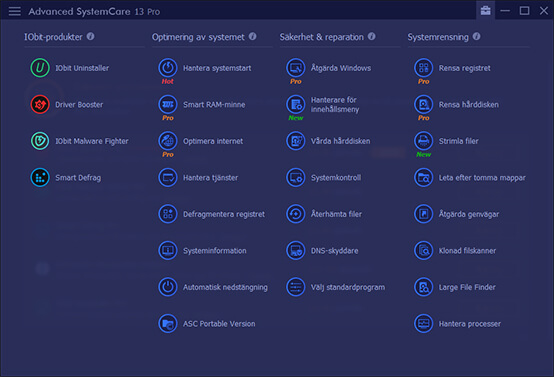 Advanced SystemCare 13 Pro
IObit-produkter
IObit Uninstaller
Driver Booster
IObit Malware Fighter
Smart Defrag
Optimering av systemet
Hantera systemstart
Hot
Smart RAM-minne
Pro
Optimera internet
Pro
Hantera tjänster
Defragmentera registret
Systeminformation
Automatisk nedstängning
ASC Portable Version
Säkerhet & reparation
Åtgärda Windows
Pro
Hanterare för
innehållsmeny
New
Vårda hårddisken
Systemkontroll
Återhämta filer
DNS-skyddare
Välj standardprogram
Systemrensning
Rensa registret
Pro
Rensa hårddisken
Pro
Strimla filer
New
Leta efter tomma mappar
Åtgärda genvägar
Klonad filskanner
Large File Finder
Hantera processer